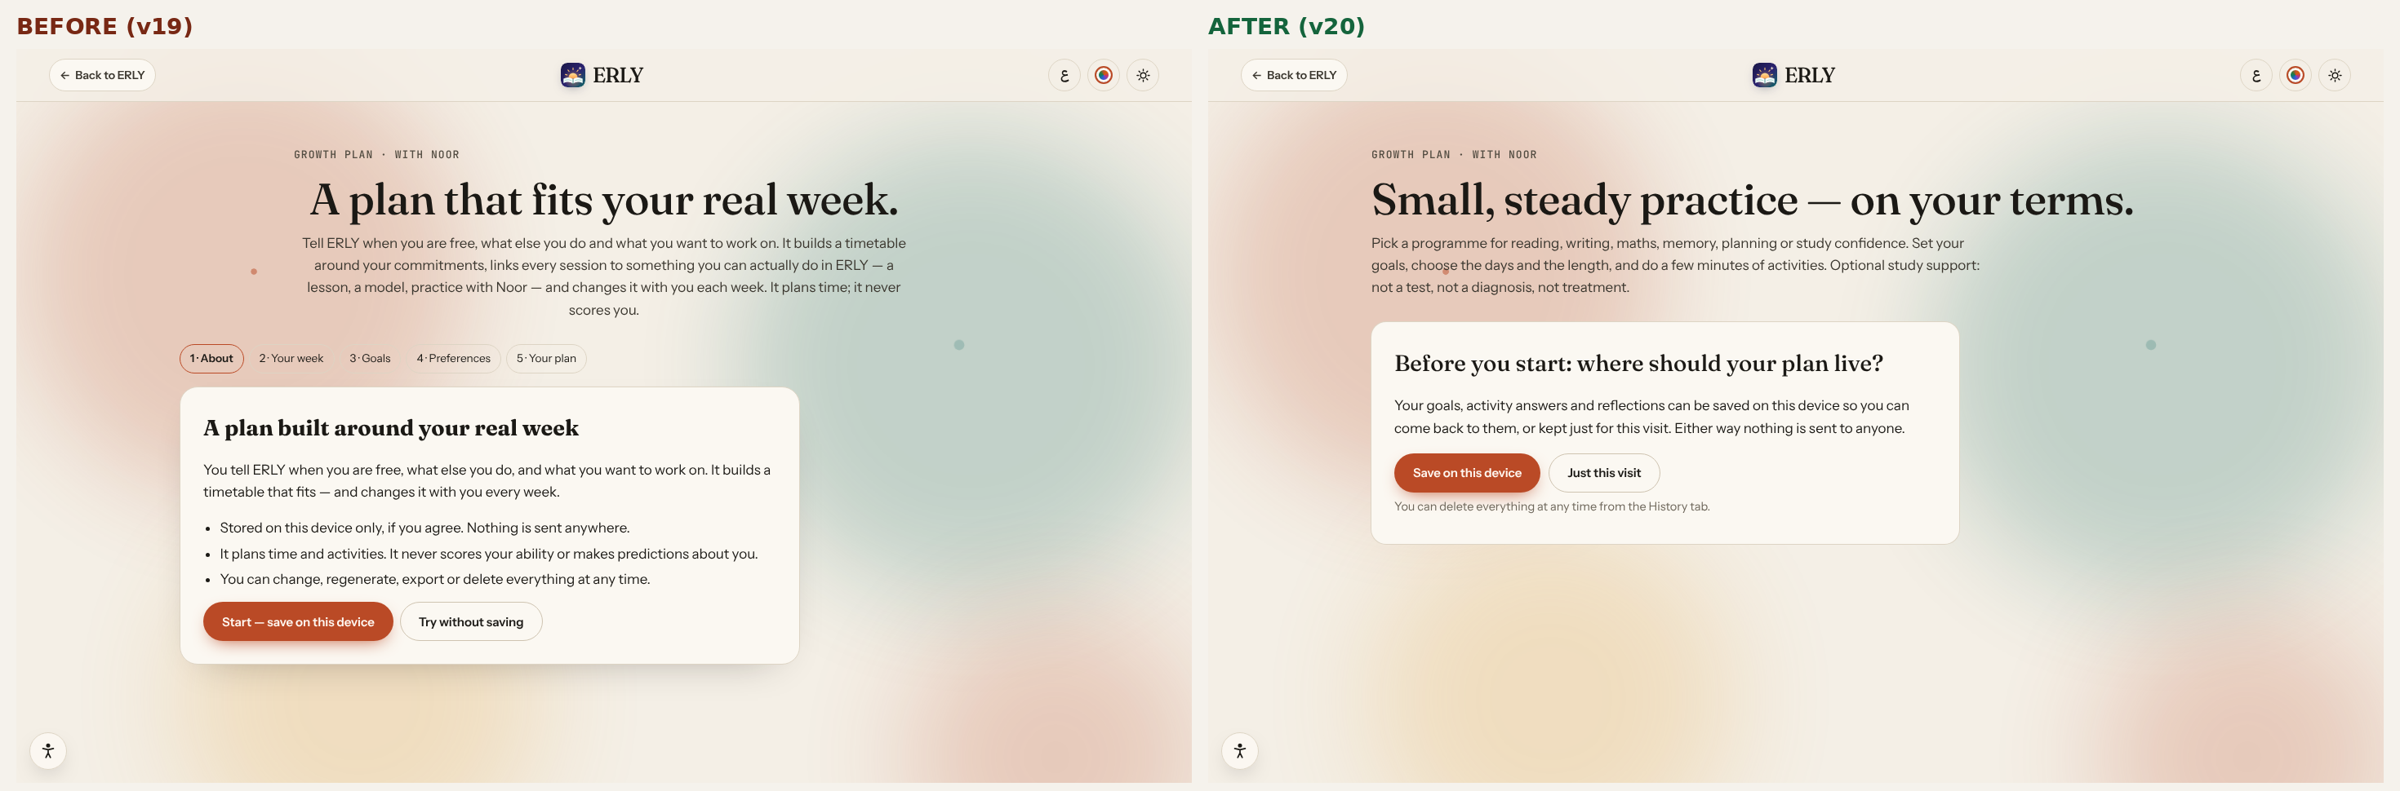 BEFORE (v19)
← Back to ERLY
ERLY
ع
GROWTH PLAN · WITH NOOR
A plan that fits your real week.
Tell ERLY when you are free, what else you do and what you want to work on. It builds a timetable
around your commitments, links every session to something you can actually do in ERLY — a
lesson, a model, practice with Noor — and changes it with you each week. It plans time; it never
scores you.
1 · About
2 · Your week
3 · Goals
4 · Preferences
5 · Your plan
A plan built around your real week
You tell ERLY when you are free, what else you do, and what you want to work on. It builds a
timetable that fits — and changes it with you every week.
• Stored on this device only, if you agree. Nothing is sent anywhere.
• It plans time and activities. It never scores your ability or makes predictions about you.
• You can change, regenerate, export or delete everything at any time.
Start — save on this device
Try without saving
AFTER (v20)
← Back to ERLY
ERLY
ع
GROWTH PLAN · WITH NOOR
Small, steady practice — on your terms.
Pick a programme for reading, writing, maths, memory, planning or study confidence. Set your
goals, choose the days and the length, and do a few minutes of activities. Optional study support:
not a test, not a diagnosis, not treatment.
Before you start: where should your plan live?
Your goals, activity answers and reflections can be saved on this device so you can
come back to them, or kept just for this visit. Either way nothing is sent to anyone.
Save on this device
Just this visit
You can delete everything at any time from the History tab.